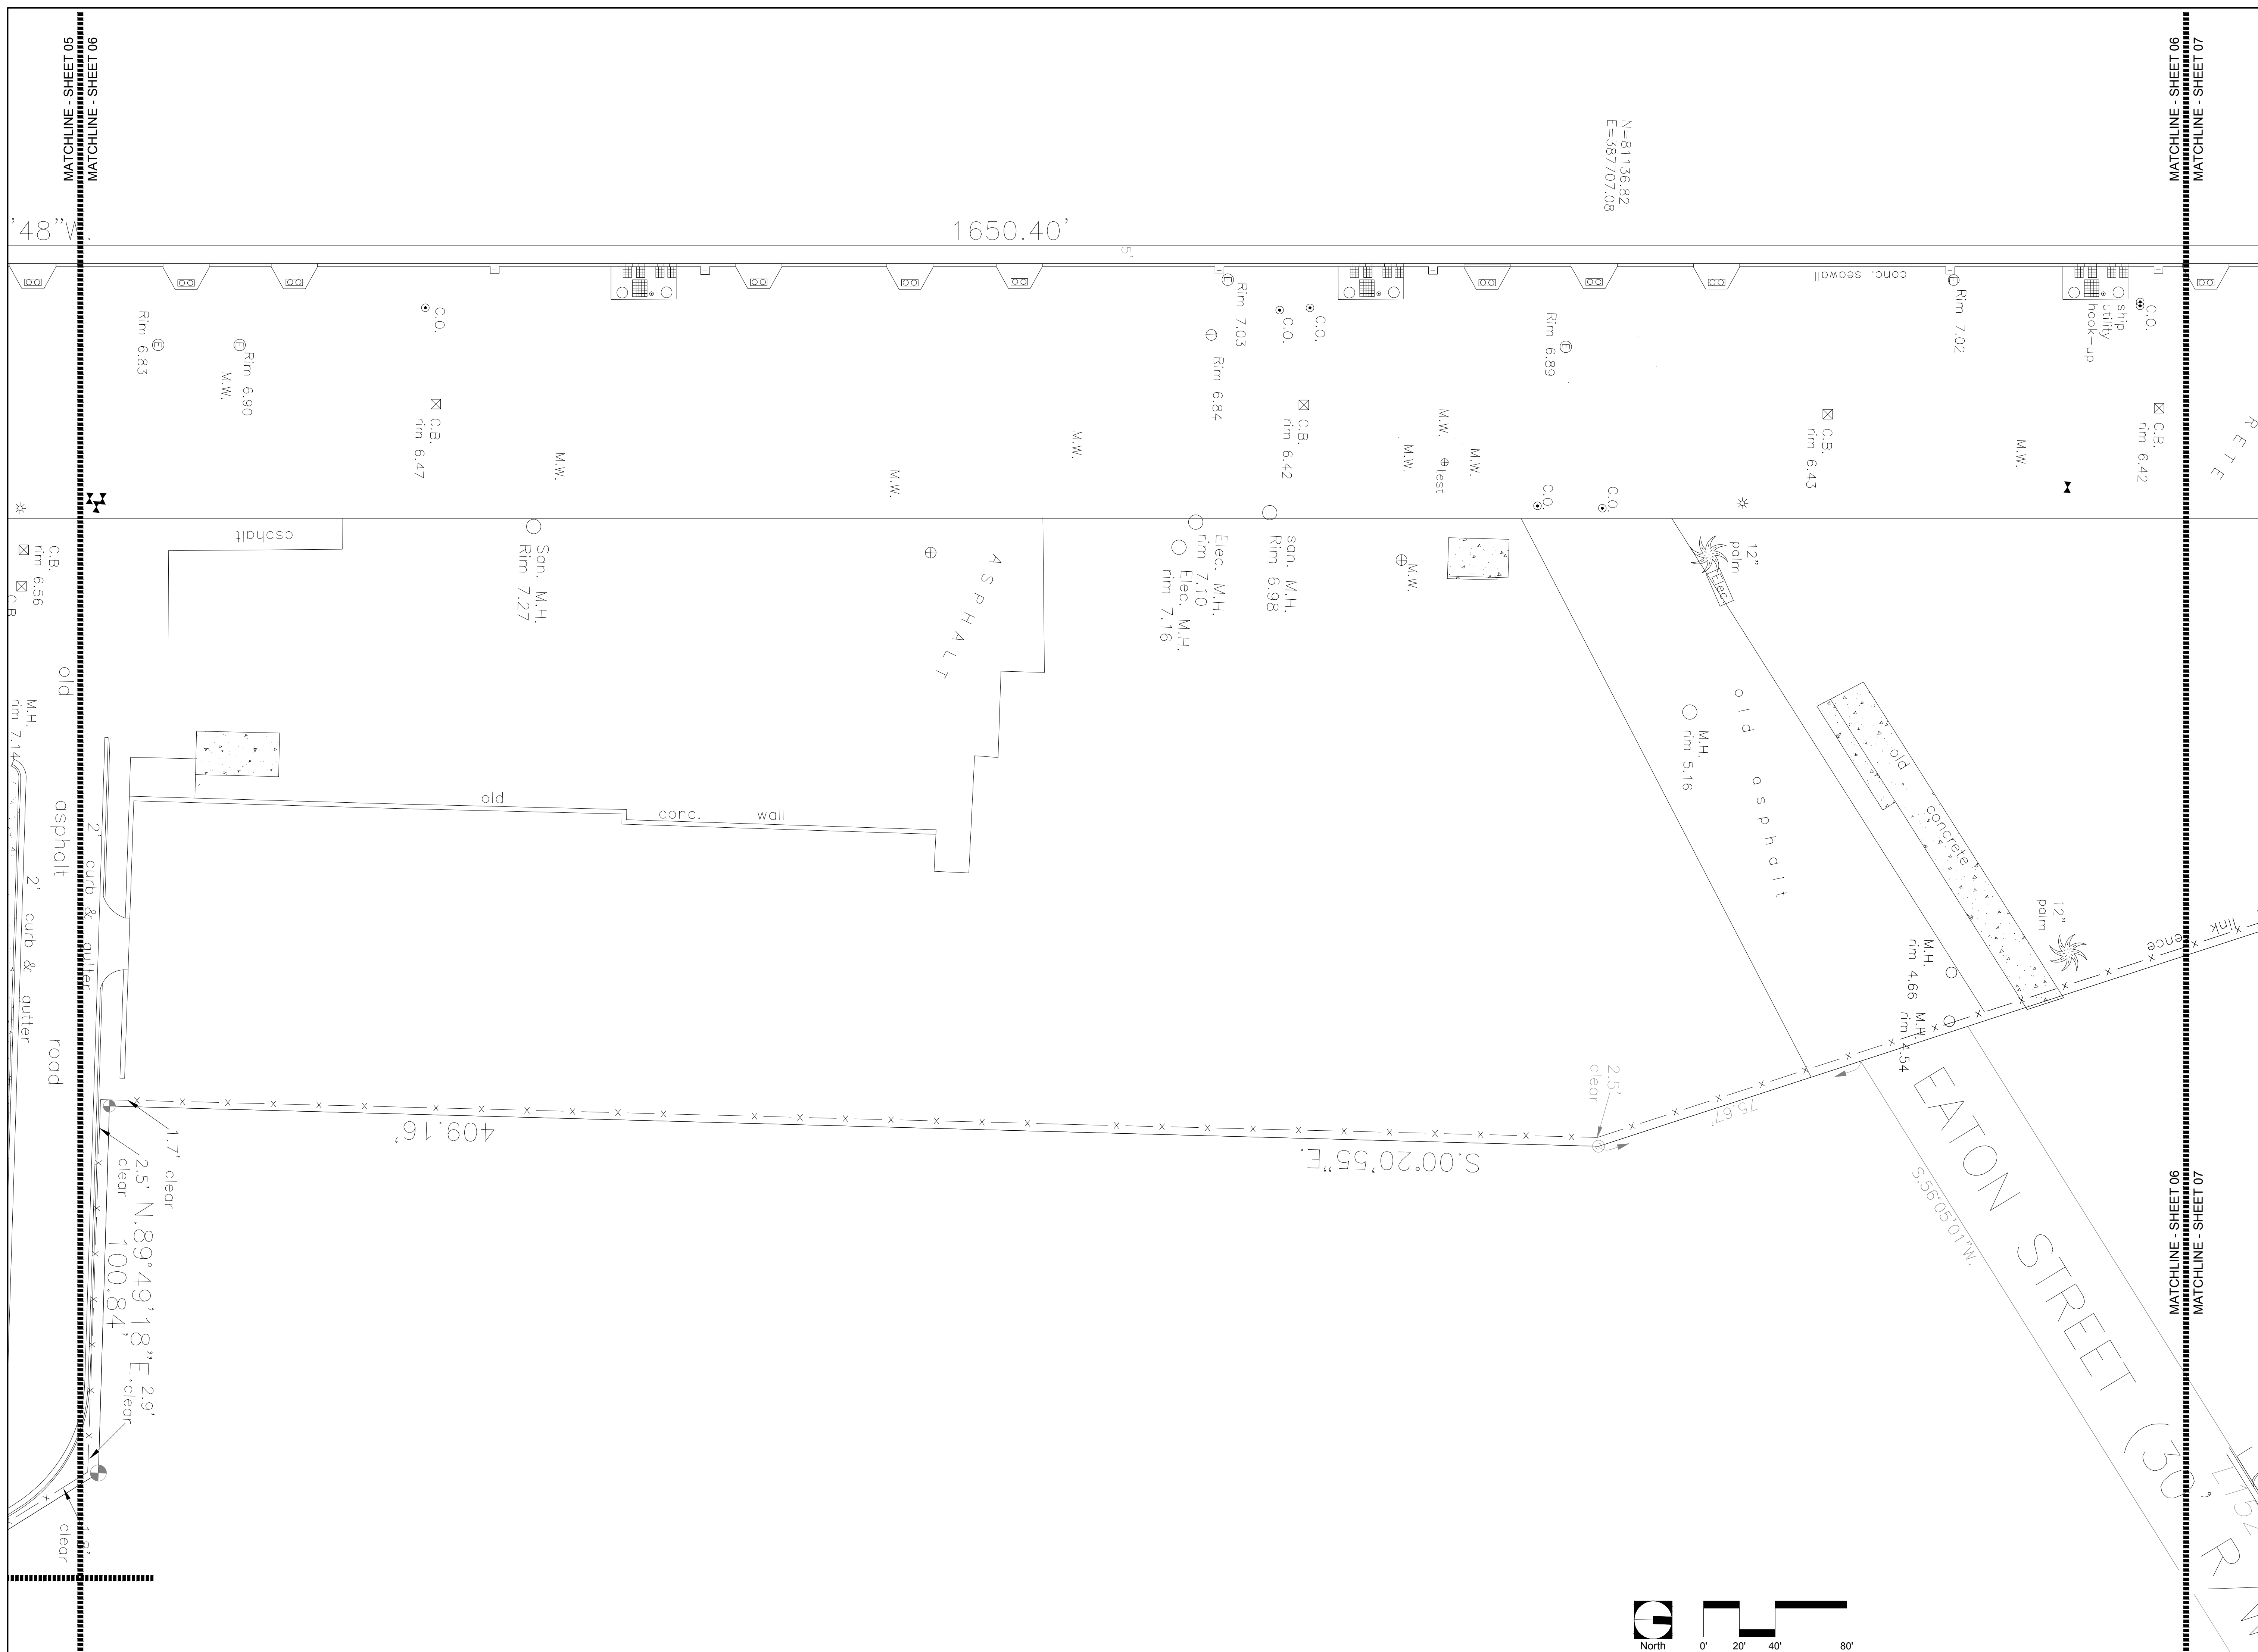 MATCHLINE - SHEET 05
MATCHLINE - SHEET 06
MATCHLINE - SHEET 06
MATCHLINE - SHEET 07
N=81136.82
E=387707.08
'48"W.
1650.40'
5'
conc. seawall
Rim 6.83
E
E
Rim 6.90
M.W.
C.O.
C.B.
rim 6.47
M.W.
M.W.
M.W.
E
Rim 7.03
Rim 6.84
C.O.
C.O.
C.B.
rim 6.42
M.W.
M.W.
test
M.W.
Rim 6.89
E
C.O.
C.O.
C.B.
rim 6.43
E
Rim 7.02
M.W.
ship
utility
hook-up
C.O.
C.B.
rim 6.42
RETE
asphalt
C.B.
rim 6.56
C.B.
San. M.H.
Rim 7.27
ASPHALT
san. M.H.
Rim 6.98
Elec. M.H.
rim 7.10
Elec. M.H.
rim 7.16
M.W.
12"
palm
Elec.
old asphalt
M.H.
rim 5.16
old
concrete
12"
palm
M.H.
rim 7.14
old
asphalt
road
2' curb & gutter
2' curb & gutter
old
conc. wall
M.H.
rim 4.66
M.H.
rim 4.54
ence
link
409.16'
S.00°20'55"E.
2.5'
clear
75.67'
1.7' clear
2.5'
clear
N.89°49'18"E.
100.84'
2.9'
clear
1.8'
clear
EATON STREET (30'
R/W
S.56°05'01"W.
MATCHLINE - SHEET 06
MATCHLINE - SHEET 07
North
0' 20' 40' 80'